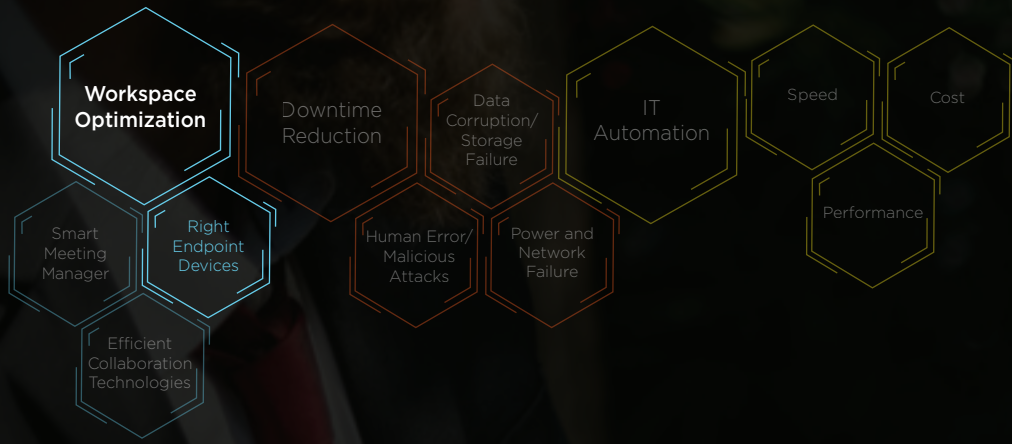 Workspace
Optimization
Smart
Meeting
Manager
Right
Endpoint
Devices
Efficient
Collaboration
Technologies
Downtime
Reduction
Data
Corruption/
Storage
Failure
Human Error/
Malicious
Attacks
Power and
Network
Failure
IT
Automation
Speed
Cost
Performance